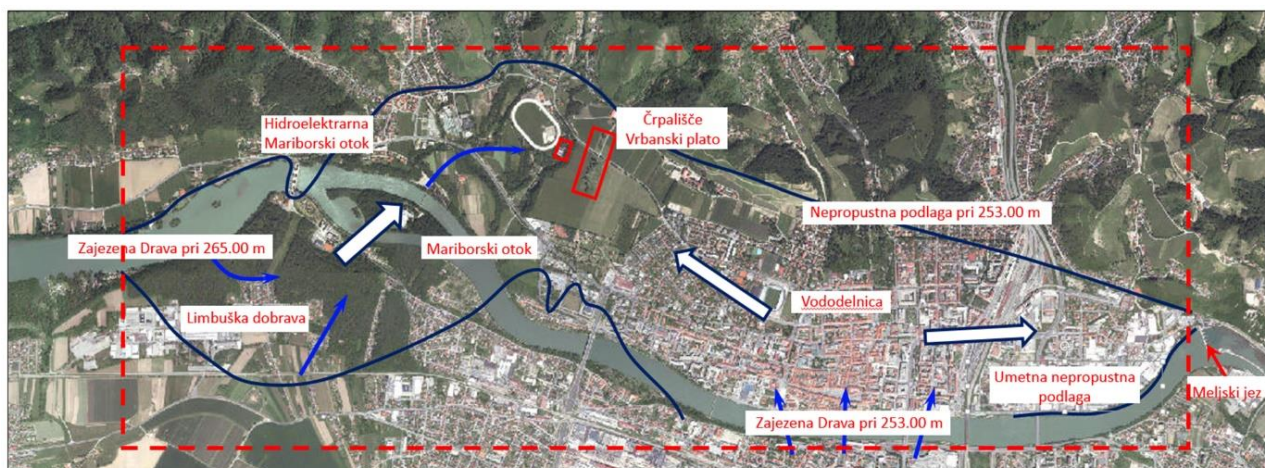 Hidroelektrarna
Mariborski otok
Črpališče
Vrbanski plato
Nepropustna podlaga pri 253.00 m
Zajezena Drava pri 265.00 m
Mariborski otok
Limbuška dobrava
Vododelnica
Umetna nepropustna
podlaga
Meljski jez
Zajezena Drava pri 253.00 m